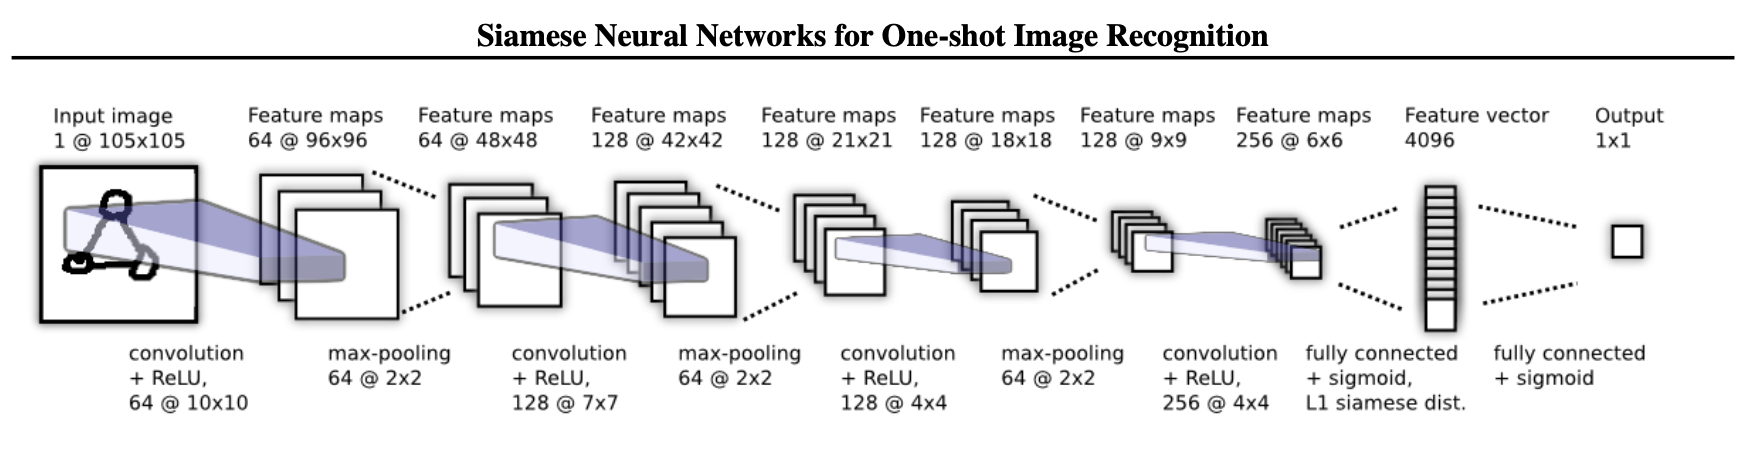 Siamese Neural Networks for One-shot Image Recognition
Input image
1 @ 105x105
Feature maps
64 @ 96x96
Feature maps
64 @ 48x48
Feature maps
128 @ 42x42
Feature maps
128 @ 21x21
Feature maps
128 @ 18x18
Feature maps
128 @ 9x9
Feature maps
256 @ 6x6
Feature vector
4096
Output
1x1
convolution
+ ReLU,
64 @ 10x10
max-pooling
64 @ 2x2
convolution
+ ReLU,
128 @ 7x7
max-pooling
64 @ 2x2
convolution
+ ReLU,
128 @ 4x4
max-pooling
64 @ 2x2
convolution
+ ReLU,
256 @ 4x4
fully connected
+ sigmoid,
L1 siamese dist.
fully connected
+ sigmoid